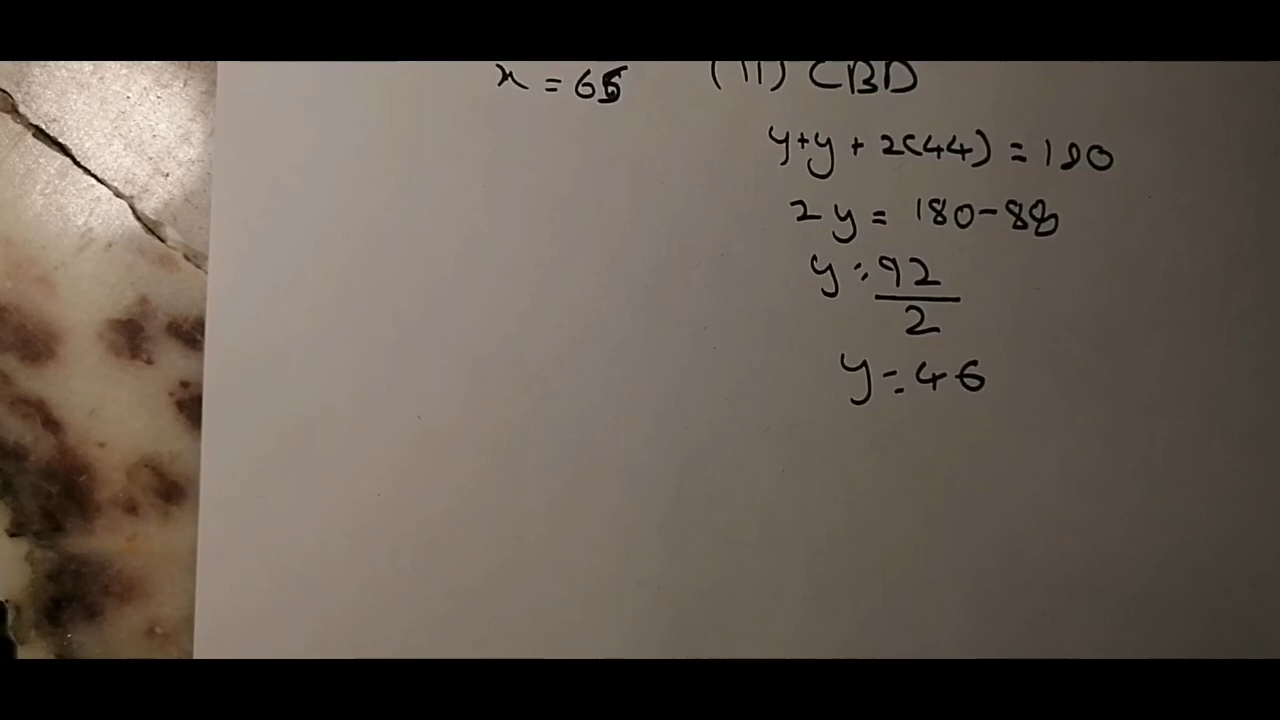 x = 65
(ii) CBD
y+y + 2(44) = 180
2y = 180-88
y = 92
2
y = 46